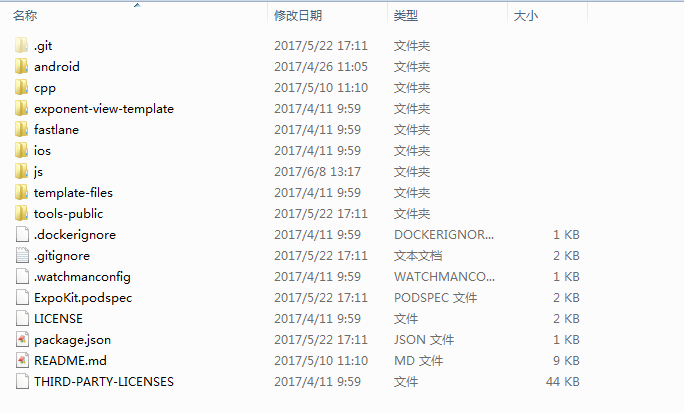 名称 修改日期 类型 大小
.git 2017/5/22 17:11 文件夹
android 2017/4/26 11:05 文件夹
cpp 2017/5/10 11:10 文件夹
exponent-view-template 2017/4/11 9:59 文件夹
fastlane 2017/4/11 9:59 文件夹
ios 2017/4/11 9:59 文件夹
js 2017/6/8 13:17 文件夹
template-files 2017/4/11 9:59 文件夹
tools-public 2017/5/22 17:11 文件夹
.dockerignore 2017/4/11 9:59 DOCKERIGNOR... 1 KB
.gitignore 2017/5/22 17:11 文本文档 2 KB
.watchmanconfig 2017/4/11 9:59 WATCHMANCO... 1 KB
ExpoKit.podspec 2017/5/22 17:11 PODSPEC 文件 2 KB
LICENSE 2017/4/11 9:59 文件 2 KB
package.json 2017/5/22 17:11 JSON 文件 1 KB
README.md 2017/5/10 11:10 MD 文件 9 KB
THIRD-PARTY-LICENSES 2017/4/11 9:59 文件 44 KB